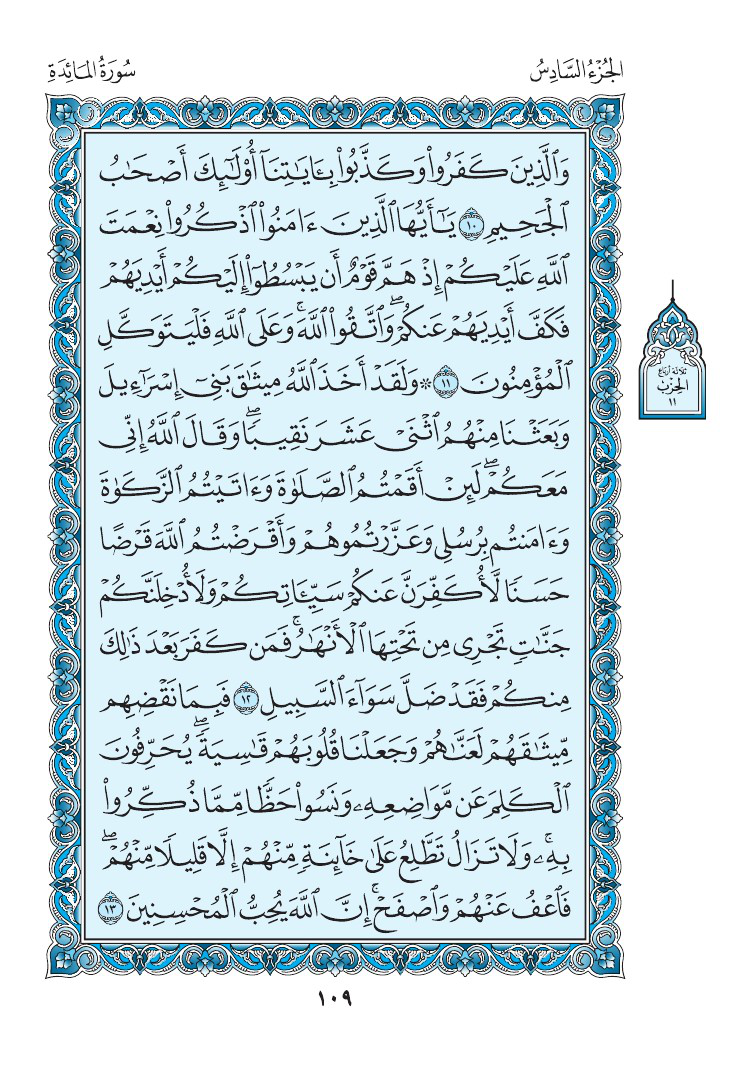 الجُزْءُ السَّادِسُ
سُورَةُ المَائِدَةِ
وَٱلَّذِينَ كَفَرُواْ وَكَذَّبُواْ بِـَٔايَٰتِنَآ أُوْلَٰٓئِكَ أَصۡحَٰبُ
ٱلۡجَحِيمِ ١٠ يَٰٓأَيُّهَا ٱلَّذِينَ ءَامَنُواْ ٱذۡكُرُواْ نِعۡمَتَ
ٱللَّهِ عَلَيۡكُمۡ إِذۡ هَمَّ قَوۡمٌ أَن يَبۡسُطُوٓاْ إِلَيۡكُمۡ أَيۡدِيَهُمۡ
فَكَفَّ أَيۡدِيَهُمۡ عَنكُمۡۖ وَٱتَّقُواْ ٱللَّهَۚ وَعَلَى ٱللَّهِ فَلۡيَتَوَكَّلِ
ٱلۡمُؤۡمِنُونَ ١١ ۞ وَلَقَدۡ أَخَذَ ٱللَّهُ مِيثَٰقَ بَنِيٓ إِسۡرَٰٓءِيلَ
وَبَعَثۡنَا مِنۡهُمُ ٱثۡنَيۡ عَشَرَ نَقِيبٗاۖ وَقَالَ ٱللَّهُ إِنِّي
مَعَكُمۡۖ لَئِنۡ أَقَمۡتُمُ ٱلصَّلَوٰةَ وَءَاتَيۡتُمُ ٱلزَّكَوٰةَ
وَءَامَنتُم بِرُسُلِي وَعَزَّرۡتُمُوهُمۡ وَأَقۡرَضۡتُمُ ٱللَّهَ قَرۡضًا
حَسَنٗا لَّأُكَفِّرَنَّ عَنكُمۡ سَيِّـَٔاتِكُمۡ وَلَأُدۡخِلَنَّكُمۡ
جَنَّٰتٖ تَجۡرِي مِن تَحۡتِهَا ٱلۡأَنۡهَٰرُۚ فَمَن كَفَرَ بَعۡدَ ذَٰلِكَ
مِنكُمۡ فَقَدۡ ضَلَّ سَوَآءَ ٱلسَّبِيلِ ١٢ فَبِمَا نَقۡضِهِم
مِّيثَٰقَهُمۡ لَعَنَّٰهُمۡ وَجَعَلۡنَا قُلُوبَهُمۡ قَٰسِيَةٗۖ يُحَرِّفُونَ
ٱلۡكَلِمَ عَن مَّوَاضِعِهِۦ وَنَسُواْ حَظّٗا مِّمَّا ذُكِّرُواْ
بِهِۦۚ وَلَا تَزَالُ تَطَّلِعُ عَلَىٰ خَآئِنَةٖ مِّنۡهُمۡ إِلَّا قَلِيلٗا مِّنۡهُمۡۖ
فَٱعۡفُ عَنۡهُمۡ وَٱصۡفَحۡۚ إِنَّ ٱللَّهَ يُحِبُّ ٱلۡمُحۡسِنِينَ ١٣
ثلاثة أرباع
الحزب
١١
١٠٩